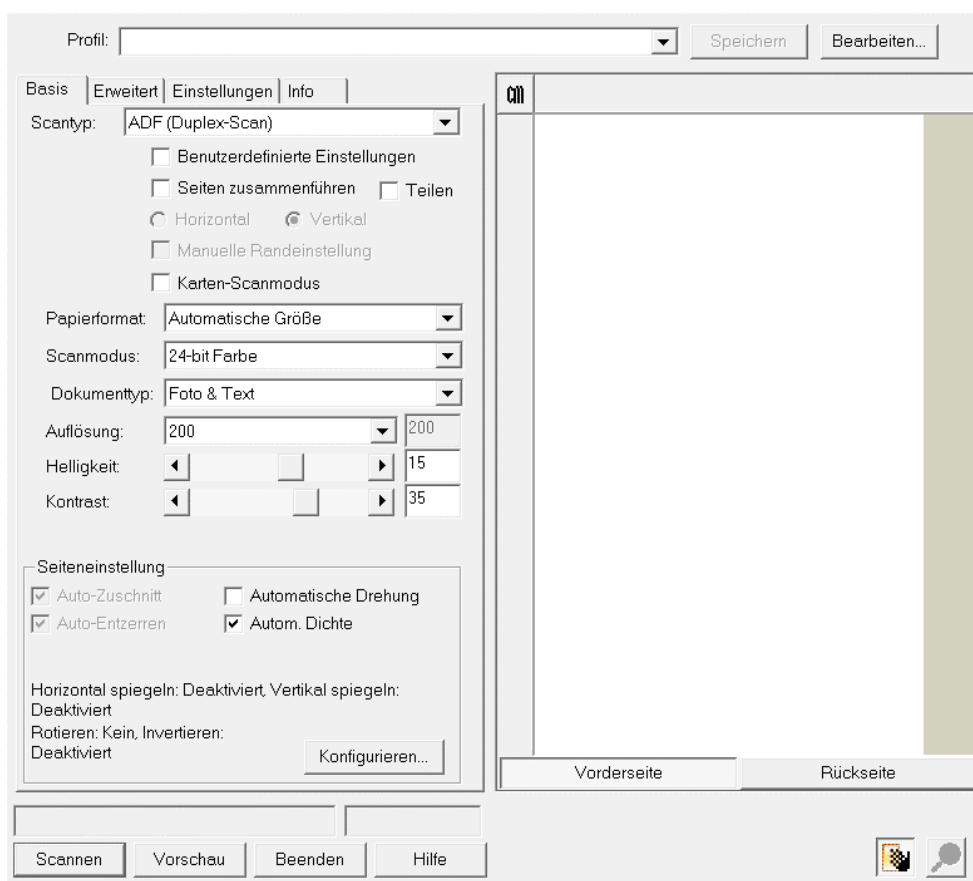 Profil: Speichern Bearbeiten...
Basis Erweitert Einstellungen Info
cm
Scantyp: ADF (Duplex-Scan)
Benutzerdefinierte Einstellungen
Seiten zusammenführen Teilen
Horizontal Vertikal
Manuelle Randeinstellung
Karten-Scanmodus
Papierformat: Automatische Größe
Scanmodus: 24-bit Farbe
Dokumenttyp: Foto & Text
Auflösung: 200 200
Helligkeit: 15
Kontrast: 35
Seiteneinstellung
Auto-Zuschnitt Automatische Drehung
Auto-Entzerren Autom. Dichte
Horizontal spiegeln: Deaktiviert, Vertikal spiegeln:
Deaktiviert
Rotieren: Kein, Invertieren:
Deaktiviert
Konfigurieren...
Vorderseite Rückseite
Scannen Vorschau Beenden Hilfe